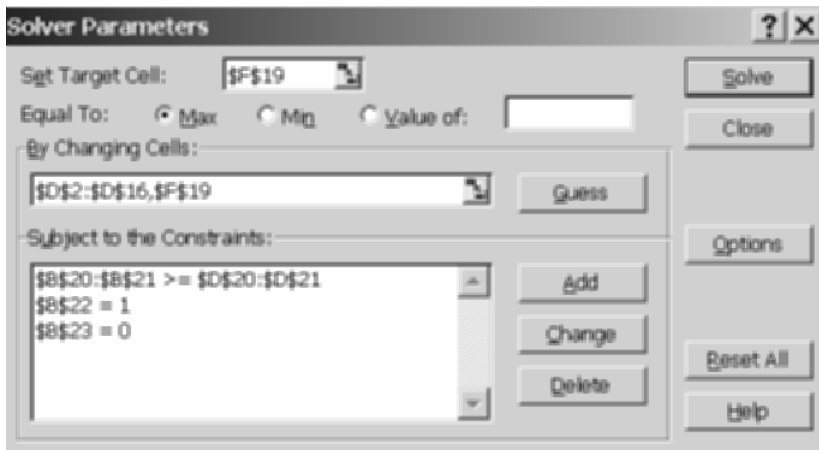 Solver Parameters
Set Target Cell: $F$19 Solve
Equal To: Max Min Value of: Close
By Changing Cells:
$D$2:$D$16,$F$19 Guess
Subject to the Constraints: Options
$B$20:$B$21 >= $D$20:$D$21 Add
$B$22 = 1
$B$23 = 0 Change
Reset All
Delete
Help